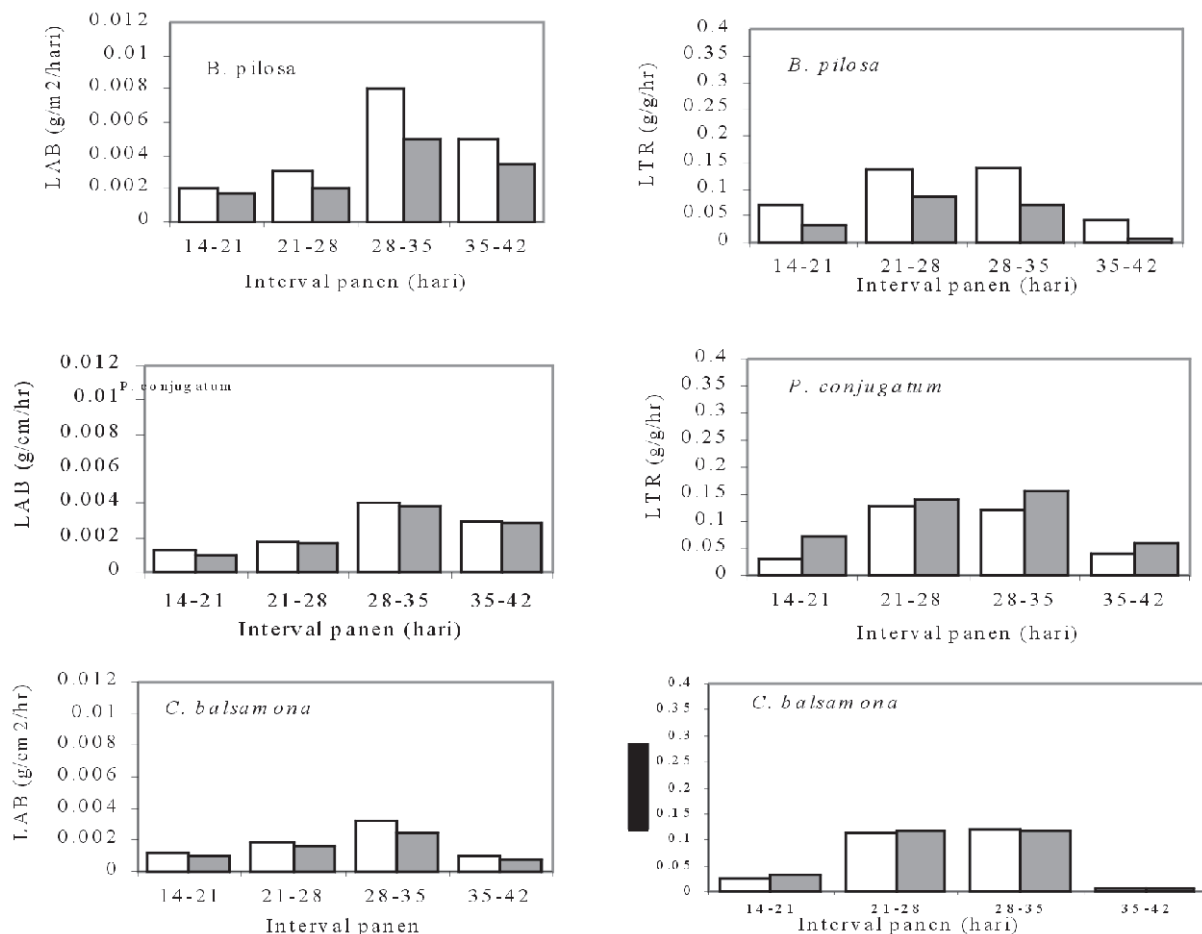 0.012
0.01
0.008
0.006
0.004
0.002
0
LAB (g/m2/hari)
B. pilosa
14-21 21-28 28-35 35-42
Interval panen (hari)
0.4
0.35
0.3
0.25
0.2
0.15
0.1
0.05
0
LTR (g/g/hr)
B. pilosa
14-21 21-28 28-35 35-42
Interval panen (hari)
0.012
0.01
0.008
0.006
0.004
0.002
0
LAB (g/cm/hr)
P. conjugatum
14-21 21-28 28-35 35-42
Interval panen (hari)
0.4
0.35
0.3
0.25
0.2
0.15
0.1
0.05
0
LTR (g/g/hr)
P. conjugatum
14-21 21-28 28-35 35-42
Interval panen (hari)
0.012
0.01
0.008
0.006
0.004
0.002
0
LAB (g/cm2/hr)
C. balsamona
14-21 21-28 28-35 35-42
Interval panen
0.4
0.35
0.3
0.25
0.2
0.15
0.1
0.05
0
C. balsamona
14-21 21-28 28-35 35-42
Interval panen (hari)